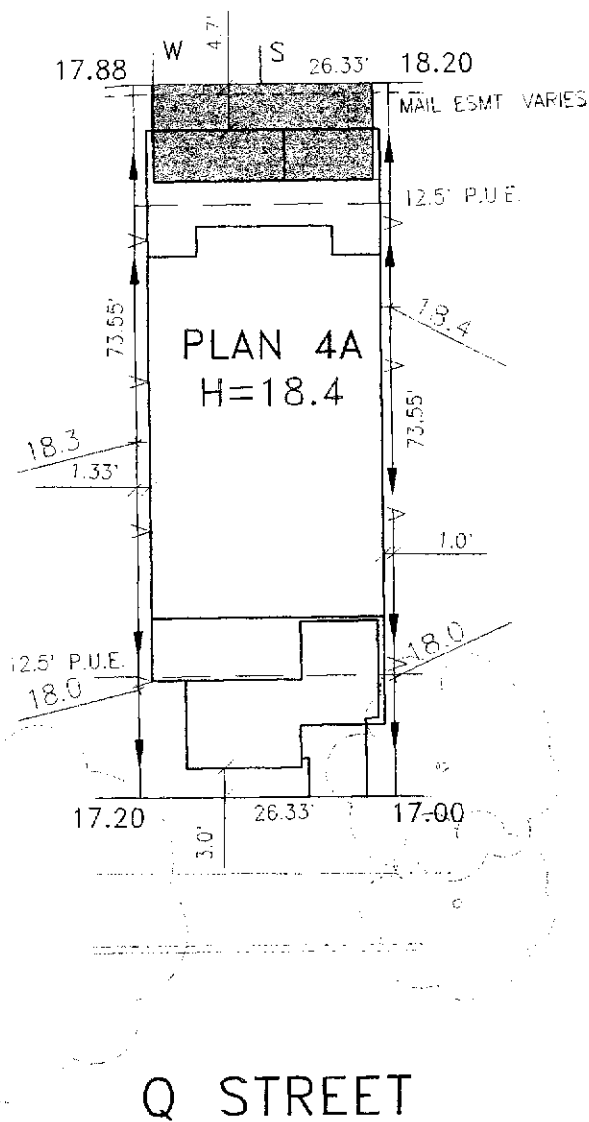 W
4.7'
S
17.88
26.33'
18.20
MAIL ESMT VARIES
12.5' P.U.E.
73.55'
PLAN 4A
H=18.4
18.4
73.55'
18.3
1.33'
1.0'
12.5' P.U.E.
18.0
18.0
17.20
26.33'
17.00
3.0'
Q STREET